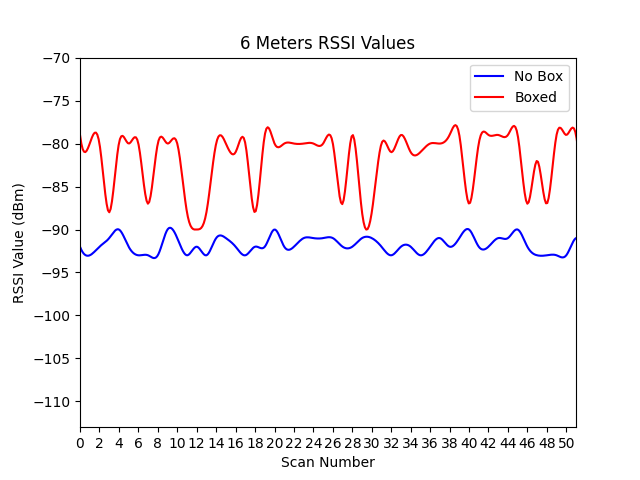 6 Meters RSSI Values
No Box
Boxed
RSSI Value (dBm)
−70
−75
−80
−85
−90
−95
−100
−105
−110
0 2 4 6 8 10 12 14 16 18 20 22 24 26 28 30 32 34 36 38 40 42 44 46 48 50
Scan Number